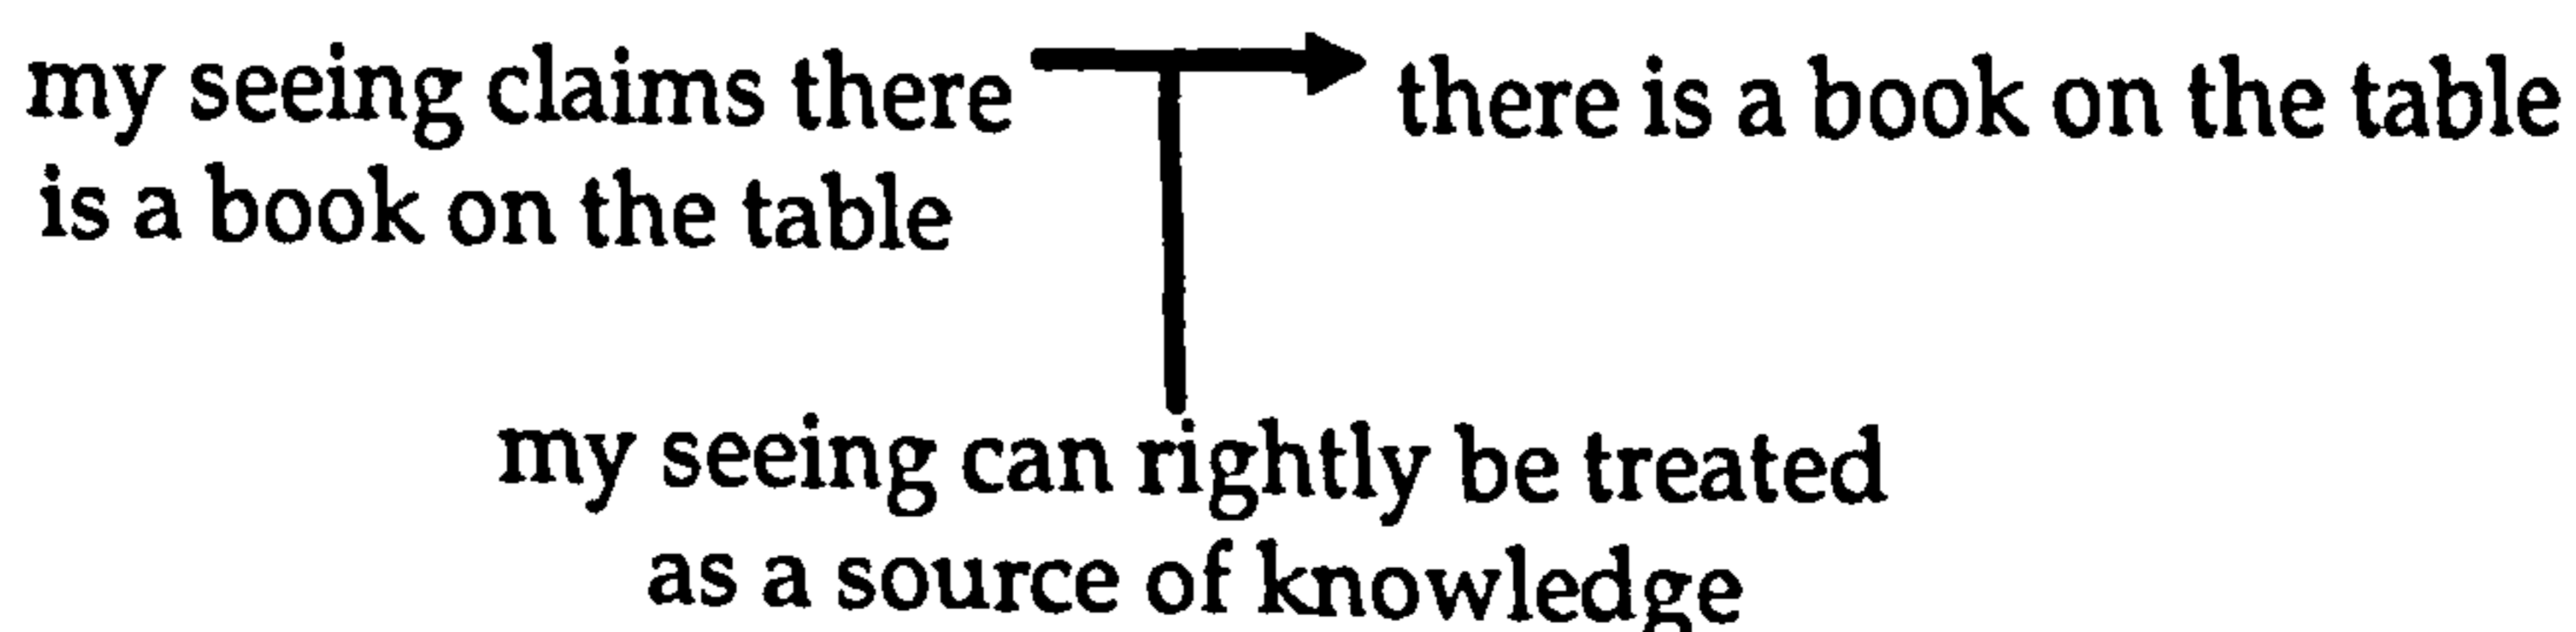 my seeing claims there
is a book on the table
there is a book on the table
my seeing can rightly be treated
as a source of knowledge